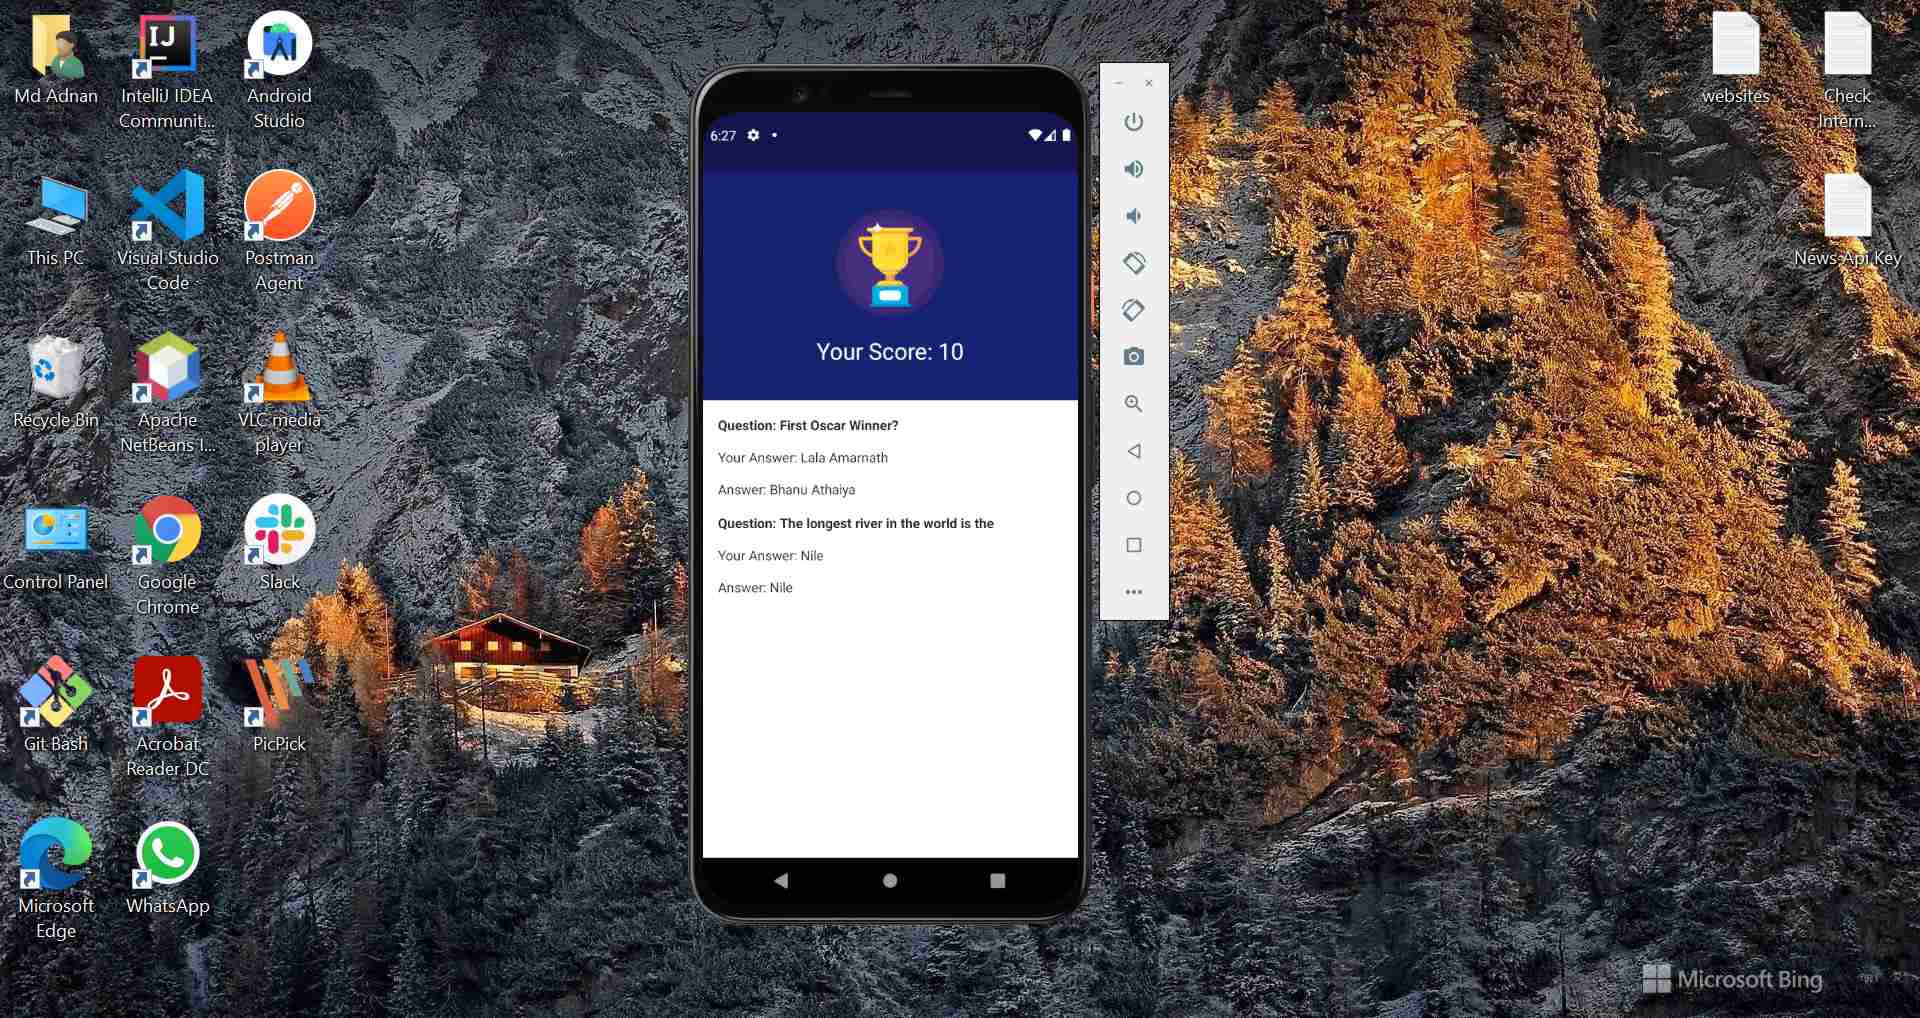 Md Adnan
IntelliJ IDEA
Communit...
Android
Studio
This PC
Visual Studio
Code
Postman
Agent
Recycle Bin
Apache
NetBeans I...
VLC media
player
Control Panel
Google
Chrome
Slack
Git Bash
Acrobat
Reader DC
PicPick
Microsoft
Edge
WhatsApp
IJ
6:27
Your Score: 10
Question: First Oscar Winner?
Your Answer: Lala Amarnath
Answer: Bhanu Athaiya
Question: The longest river in the world is the
Your Answer: Nile
Answer: Nile
websites
Check
Intern...
News Api Key
Microsoft Bing